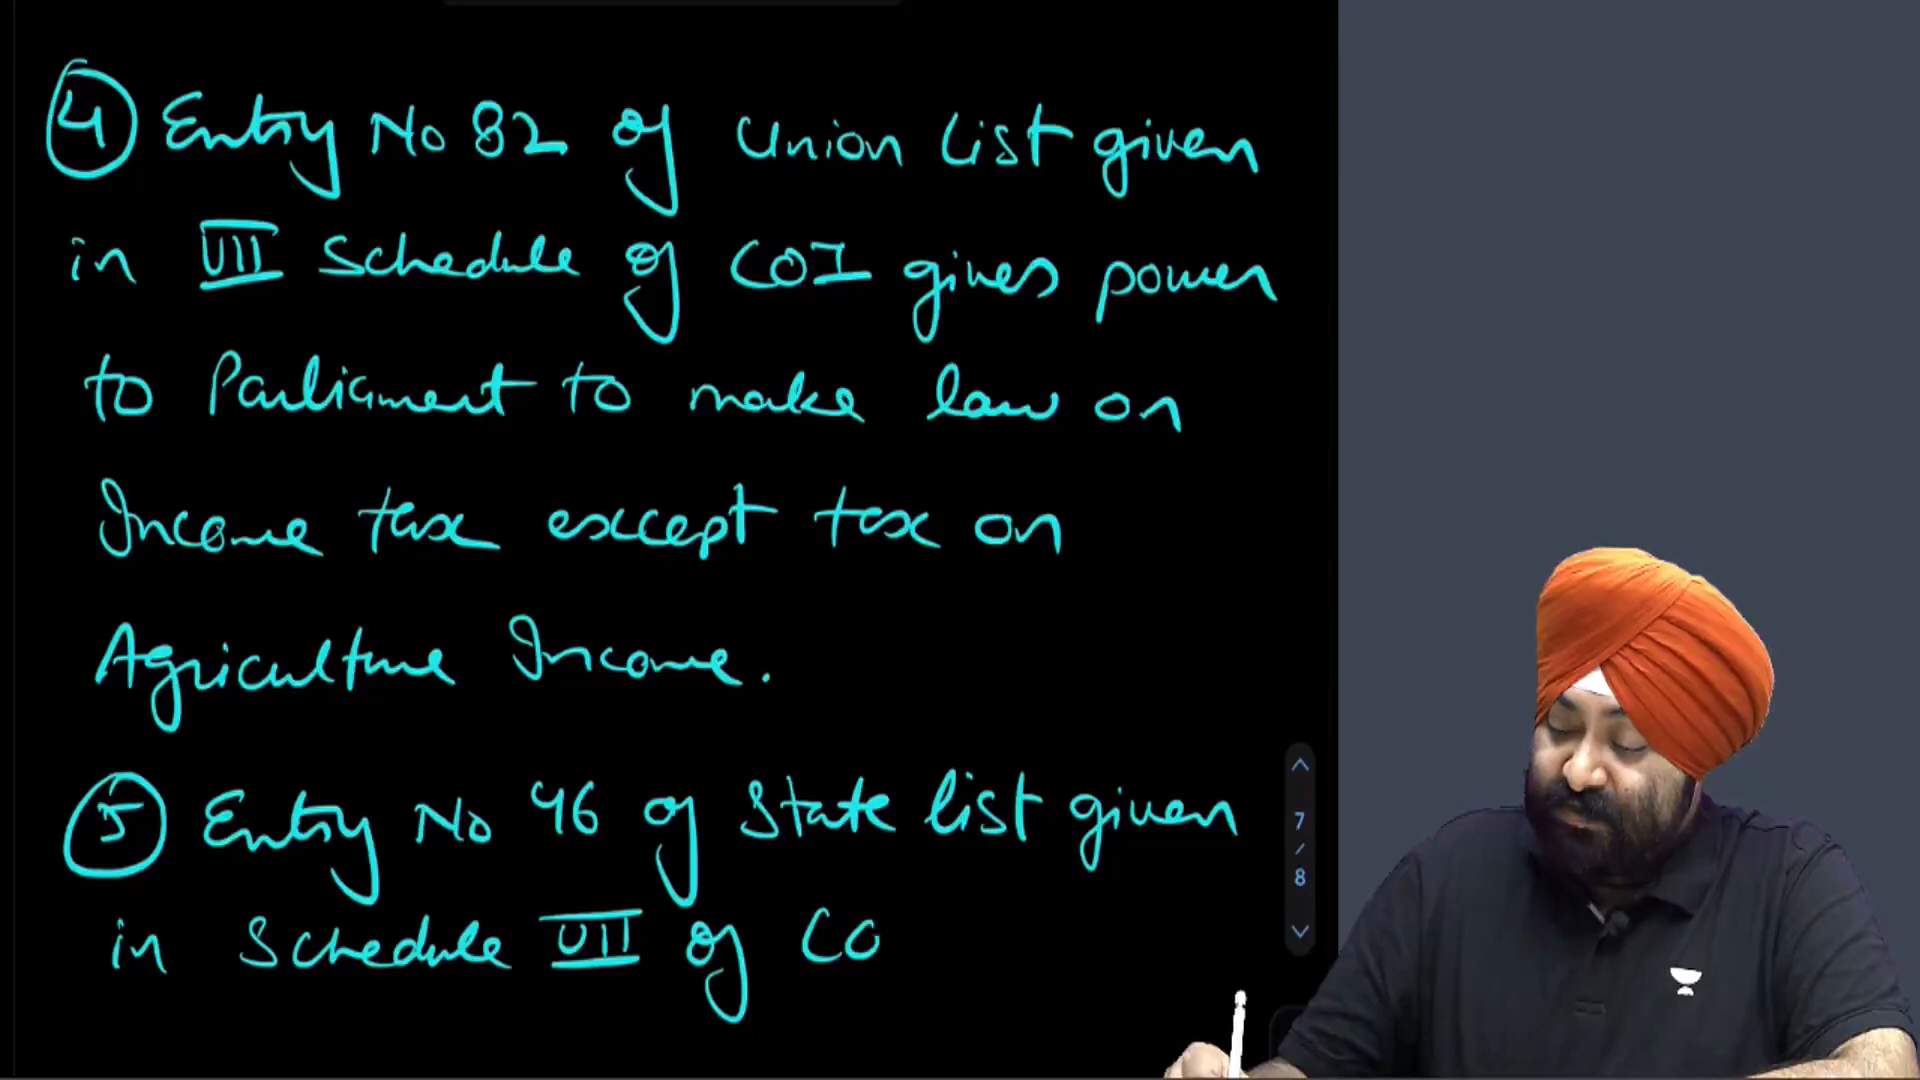 4 Entry No 82 of Union List given
in VII Schedule of COI gives power
to Parliament to make law on
Income tax except tax on
Agriculture Income.
5 Entry No 46 of State list given
in Schedule VII of CO
7
/
8